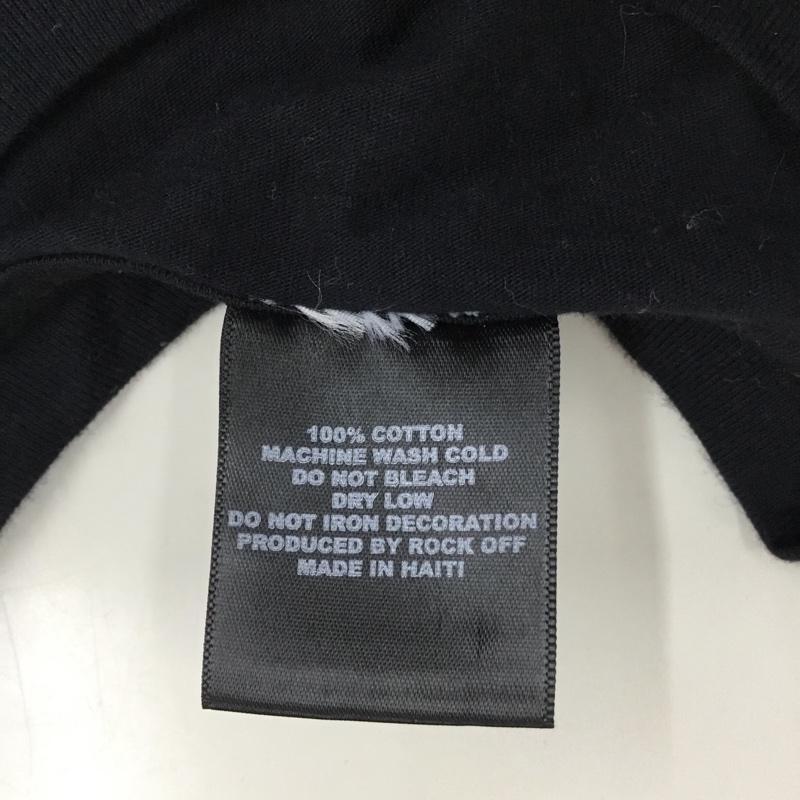 100% COTTON
MACHINE WASH COLD
DO NOT BLEACH
DRY LOW
DO NOT IRON DECORATION
PRODUCED BY ROCK OFF
MADE IN HAITI